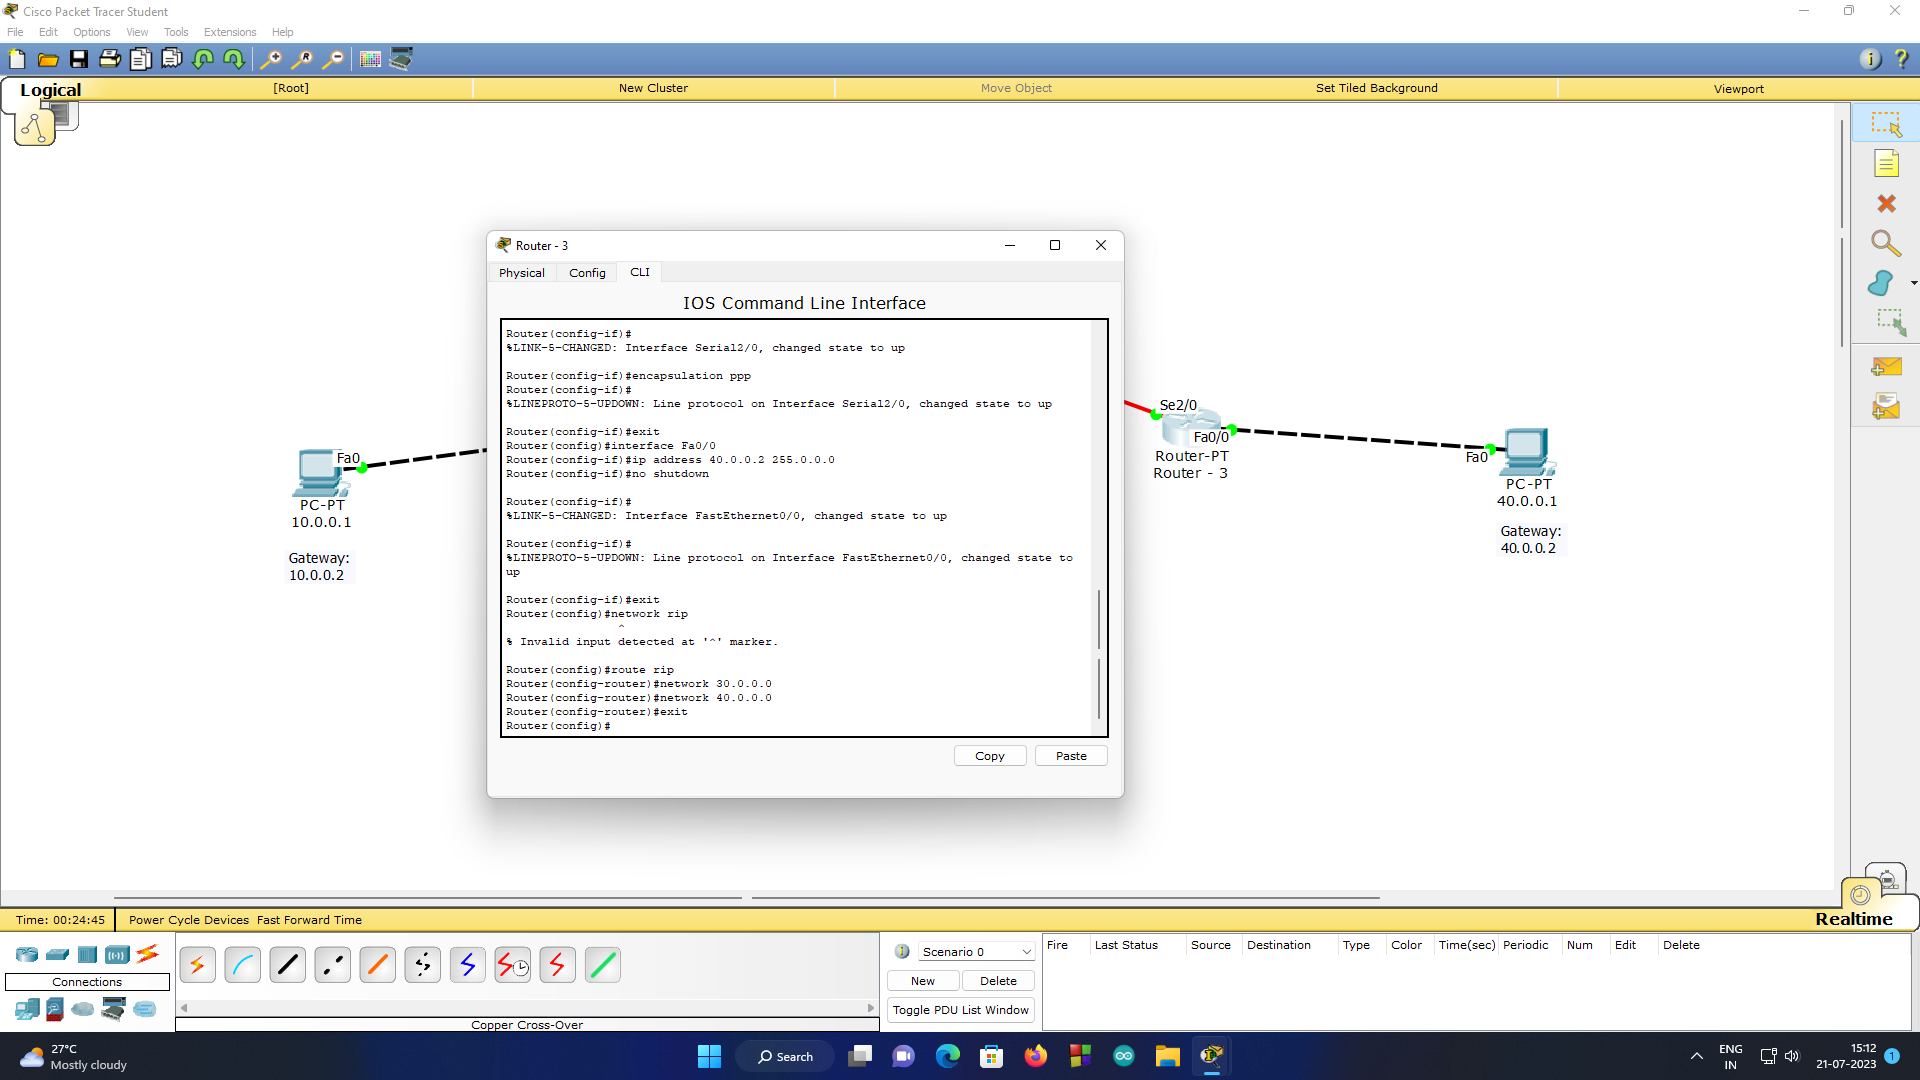 Cisco Packet Tracer Student
File Edit Options View Tools Extensions Help
Logical [Root] New Cluster Move Object Set Tiled Background Viewport
Router - 3
Physical Config CLI
IOS Command Line Interface
Router(config-if)#
%LINK-5-CHANGED: Interface Serial2/0, changed state to up
Router(config-if)#encapsulation ppp
Router(config-if)#
%LINEPROTO-5-UPDOWN: Line protocol on Interface Serial2/0, changed state to up
Router(config-if)#exit
Router(config)#interface Fa0/0
Router(config-if)#ip address 40.0.0.2 255.0.0.0
Router(config-if)#no shutdown
Router(config-if)#
%LINK-5-CHANGED: Interface FastEthernet0/0, changed state to up
Router(config-if)#
%LINEPROTO-5-UPDOWN: Line protocol on Interface FastEthernet0/0, changed state to
up
Router(config-if)#exit
Router(config)#network rip
^
% Invalid input detected at '^' marker.
Router(config)#route rip
Router(config-router)#network 30.0.0.0
Router(config-router)#network 40.0.0.0
Router(config-router)#exit
Router(config)#
Copy Paste
Fa0
PC-PT
10.0.0.1
Gateway:
10.0.0.2
Se2/0
Fa0/0
Router-PT
Router - 3
Fa0
PC-PT
40.0.0.1
Gateway:
40.0.0.2
Time: 00:24:45 Power Cycle Devices Fast Forward Time
Realtime
Connections
Copper Cross-Over
Scenario 0
New Delete
Toggle PDU List Window
Fire Last Status Source Destination Type Color Time(sec) Periodic Num Edit Delete
27°C
Mostly cloudy
Search
ENG
IN
15:12
21-07-2023
1